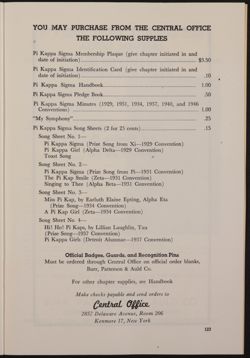 YOU MAY PURCHASE FROM THE CENTRAL OFFICE
THE FOLLOWING SUPPLIES
Pi Kappa Sigma Membership Plaque (give chapter initiated in and
date of initiation) $3.50
Pi Kappa Sigma Identification Card (give chapter initiated in and
date of initiation) .10
Pi Kappa Sigma Handbook 1.00
Pi Kappa Sigma Pledge Book .50
Pi Kappa Sigma Minutes (1929, 1931, 1934, 1937, 1940, and 1946
Conventions) 1.00
"My Symphony" .25
Pi Kappa Sigma Song Sheets (2 for 25 cents) .15
Song Sheet No. 1—
Pi Kappa Sigma (Prize Song from Xi—1929 Convention)
Pi Kappa Girl (Alpha Delta—1929 Convention)
Toast Song
Song Sheet No. 2—
Pi Kappa Sigma (Prize Song from Pi—1931 Convention)
The Pi Kap Smile (Zeta—1931 Convention)
Singing to Thee (Alpha Beta—1931 Convention)
Song Sheet No. 3—
Miss Pi Kap, by Earluth Elaine Epting, Alpha Eta
(Prize Song—1934 Convention)
A Pi Kap Girl (Zeta—1934 Convention)
Song Sheet No. 4—
Hi! Ho! Pi Kaps, by Lillian Loughlin, Tau
(Prize Song—1937 Convention)
Pi Kappa Girls (Detroit Alumnae—1937 Convention)
Official Badges, Guards, and Recognition Pins
Must be ordered through Central Office on official order blanks,
Burr, Patterson & Auld Co.
For other chapter supplies, see Handbook
Make checks payable and send orders to
Central Office
2857 Delaware Avenue, Room 206
Kenmore 17, New York
123